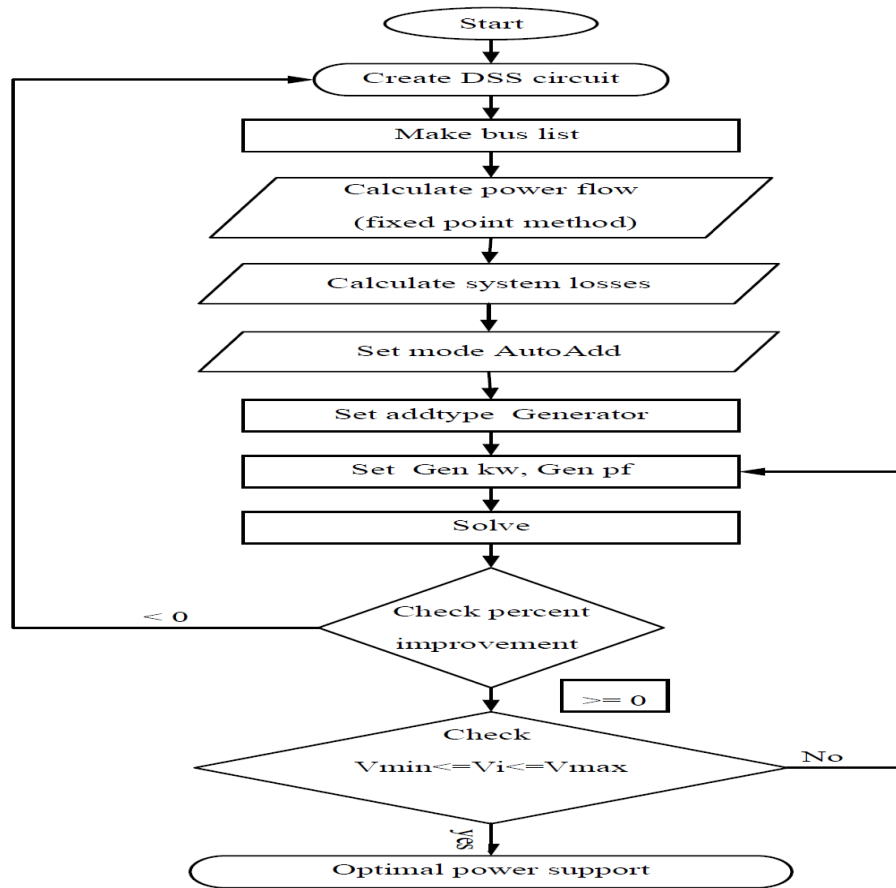 Start
Create DSS circuit
Make bus list
Calculate power flow
(fixed point method)
Calculate system losses
Set mode AutoAdd
Set addtype Generator
Set Gen kw, Gen pf
Solve
< 0
Check percent
improvement
>= 0
Check
Vmin<=Vi<=Vmax
No
yes
Optimal power support